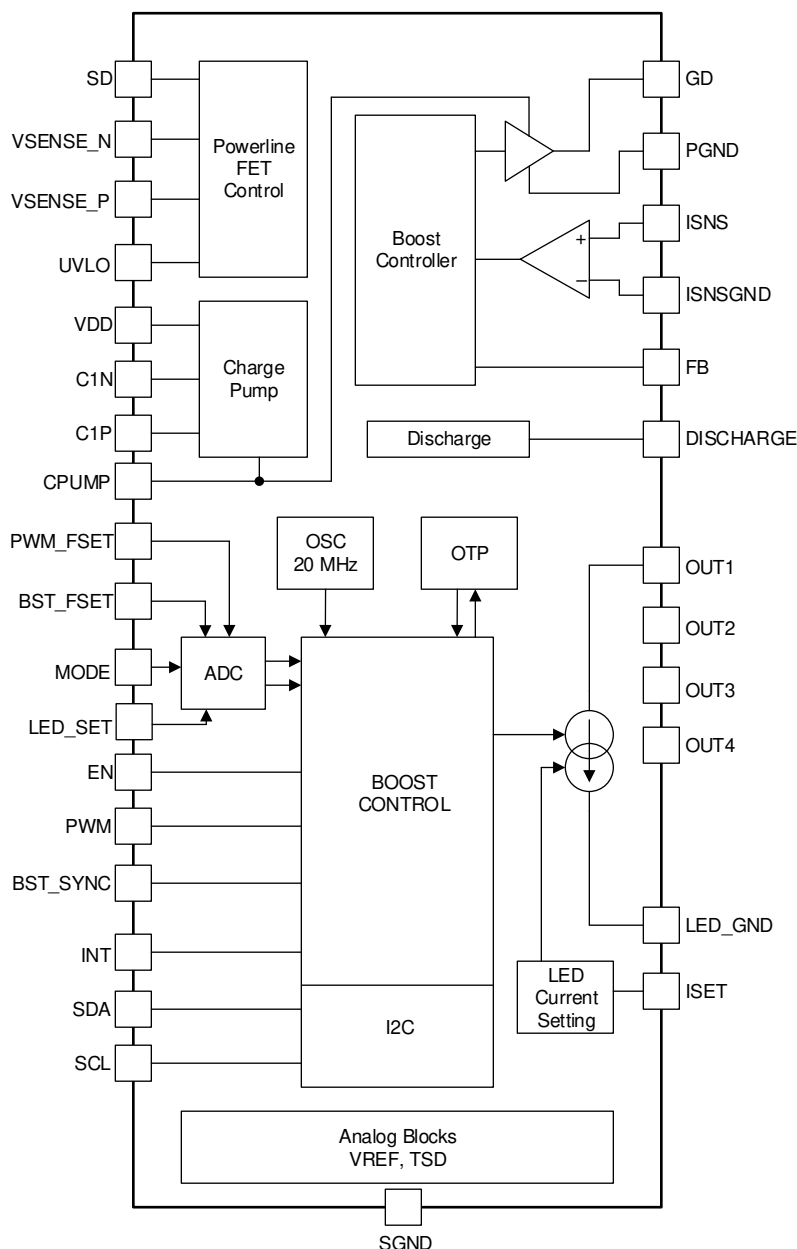 SD
VSENSE_N
VSENSE_P
UVLO
VDD
C1N
C1P
CPUMP
PWM_FSET
BST_FSET
MODE
LED_SET
EN
PWM
BST_SYNC
INT
SDA
SCL
Powerline
FET
Control
Charge
Pump
Boost
Controller
+
−
Discharge
OSC
20 MHz
OTP
ADC
BOOST
CONTROL
I2C
LED
Current
Setting
Analog Blocks
VREF, TSD
GD
PGND
ISNS
ISNSGND
FB
DISCHARGE
OUT1
OUT2
OUT3
OUT4
LED_GND
ISET
SGND